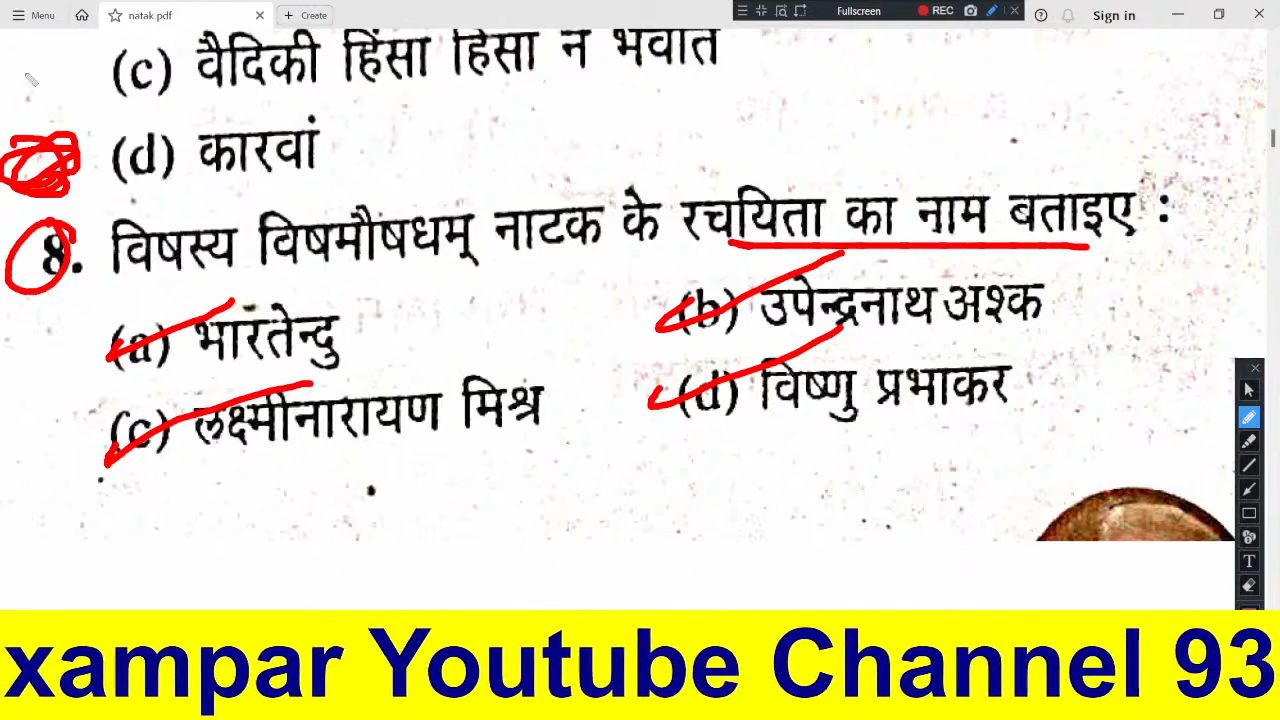 Menu
natak.pdf
Create
Fullscreen
REC
Sign in
(c) वैदिकी हिंसा हिंसा न भवति
(d) कारवां
8. विषस्य विषमौषधम् नाटक के रचयिता का नाम बताइए :
(a) भारतेन्दु
(b) उपेन्द्रनाथ अश्क
(c) लक्ष्मीनारायण मिश्र
(d) विष्णु प्रभाकर
T
xampar Youtube Channel 93